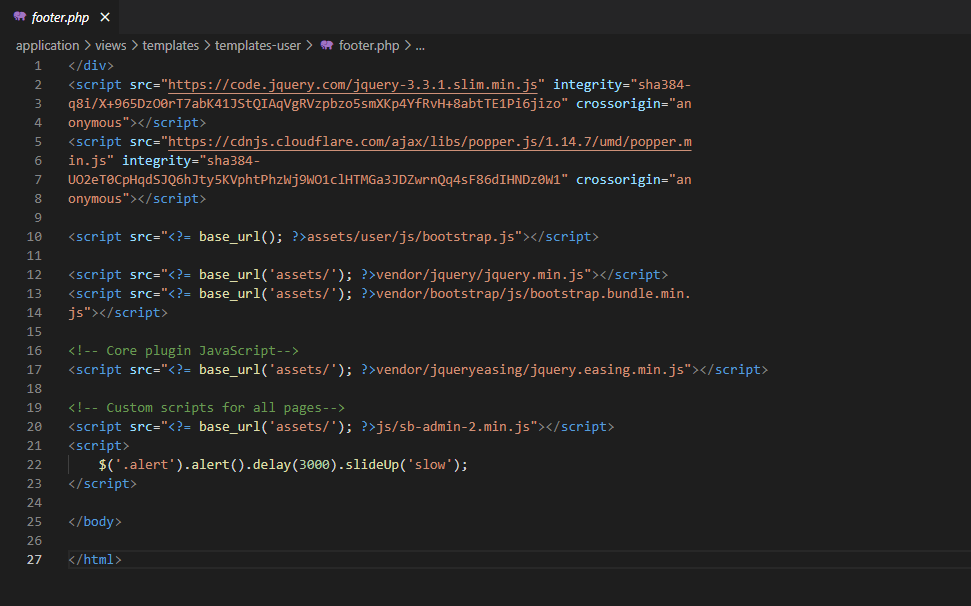 footer.php ×
application > views > templates > templates-user > footer.php > ...
1 </div>
2 <script src="https://code.jquery.com/jquery-3.3.1.slim.min.js" integrity="sha384-
3 q8i/X+965DzO0rT7abK41JStQIAqVgRVzpbzo5smXKp4YfRvH+8abtTE1Pi6jizo" crossorigin="an
4 onymous"></script>
5 <script src="https://cdnjs.cloudflare.com/ajax/libs/popper.js/1.14.7/umd/popper.m
6 in.js" integrity="sha384-
7 UO2eT0CpHqdSJQ6hJty5KVphtPhzWj9WO1clHTMGa3JDZwrnQq4sF86dIHNDz0W1" crossorigin="an
8 onymous"></script>
9
10 <script src="<?= base_url(); ?>assets/user/js/bootstrap.js"></script>
11
12 <script src="<?= base_url('assets/'); ?>vendor/jquery/jquery.min.js"></script>
13 <script src="<?= base_url('assets/'); ?>vendor/bootstrap/js/bootstrap.bundle.min.
14 js"></script>
15
16 <!-- Core plugin JavaScript-->
17 <script src="<?= base_url('assets/'); ?>vendor/jqueryeasing/jquery.easing.min.js"></script>
18
19 <!-- Custom scripts for all pages-->
20 <script src="<?= base_url('assets/'); ?>js/sb-admin-2.min.js"></script>
21 <script>
22 $('.alert').alert().delay(3000).slideUp('slow');
23 </script>
24
25 </body>
26
27 </html>